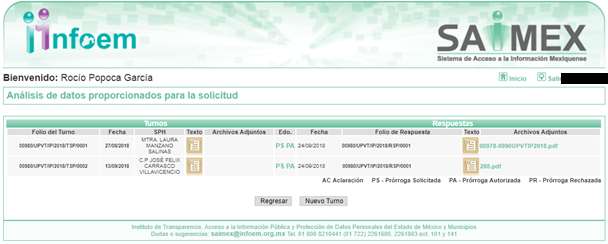 infoem
SAIMEX
Sistema de Acceso a la Información Mexiquense
Bienvenido: Rocío Popoca García
Inicio
Análisis de datos proporcionados para la solicitud
Turnos Respuestas
Folio del Turno Fecha SPH Texto Archivos Adjuntos Edo. Fecha Folio de Respuesta Texto Archivos Adjuntos
00980/UPVT/IP/2018/TSP/0001 27/08/2018 MTRA. LAURA MANZANO SALINAS PS PA 24/09/2018 00980/UPVT/IP/2018/RSP/0001 00978-0990UPVTIP2018.pdf
00980/UPVT/IP/2018/TSP/0002 13/09/2018 C.P JOSÉ FELIX CARRASCO VILLAVICENCIO PS PA 24/09/2018 00980/UPVT/IP/2018/RSP/0001 288.pdf
AC Aclaración PS - Prórroga Solicitada PA - Prórroga Autorizada PR - Prórroga Rechazada
Regresar Nuevo Turno
Instituto de Transparencia, Acceso a la Información Pública y Protección de Datos Personales del Estado de México y Municipios
Dudas o sugerencias: saimex@infoem.org.mx Tel. 01 800 8210441 (01 722) 2261980, 2261983 ext. 101 y 141